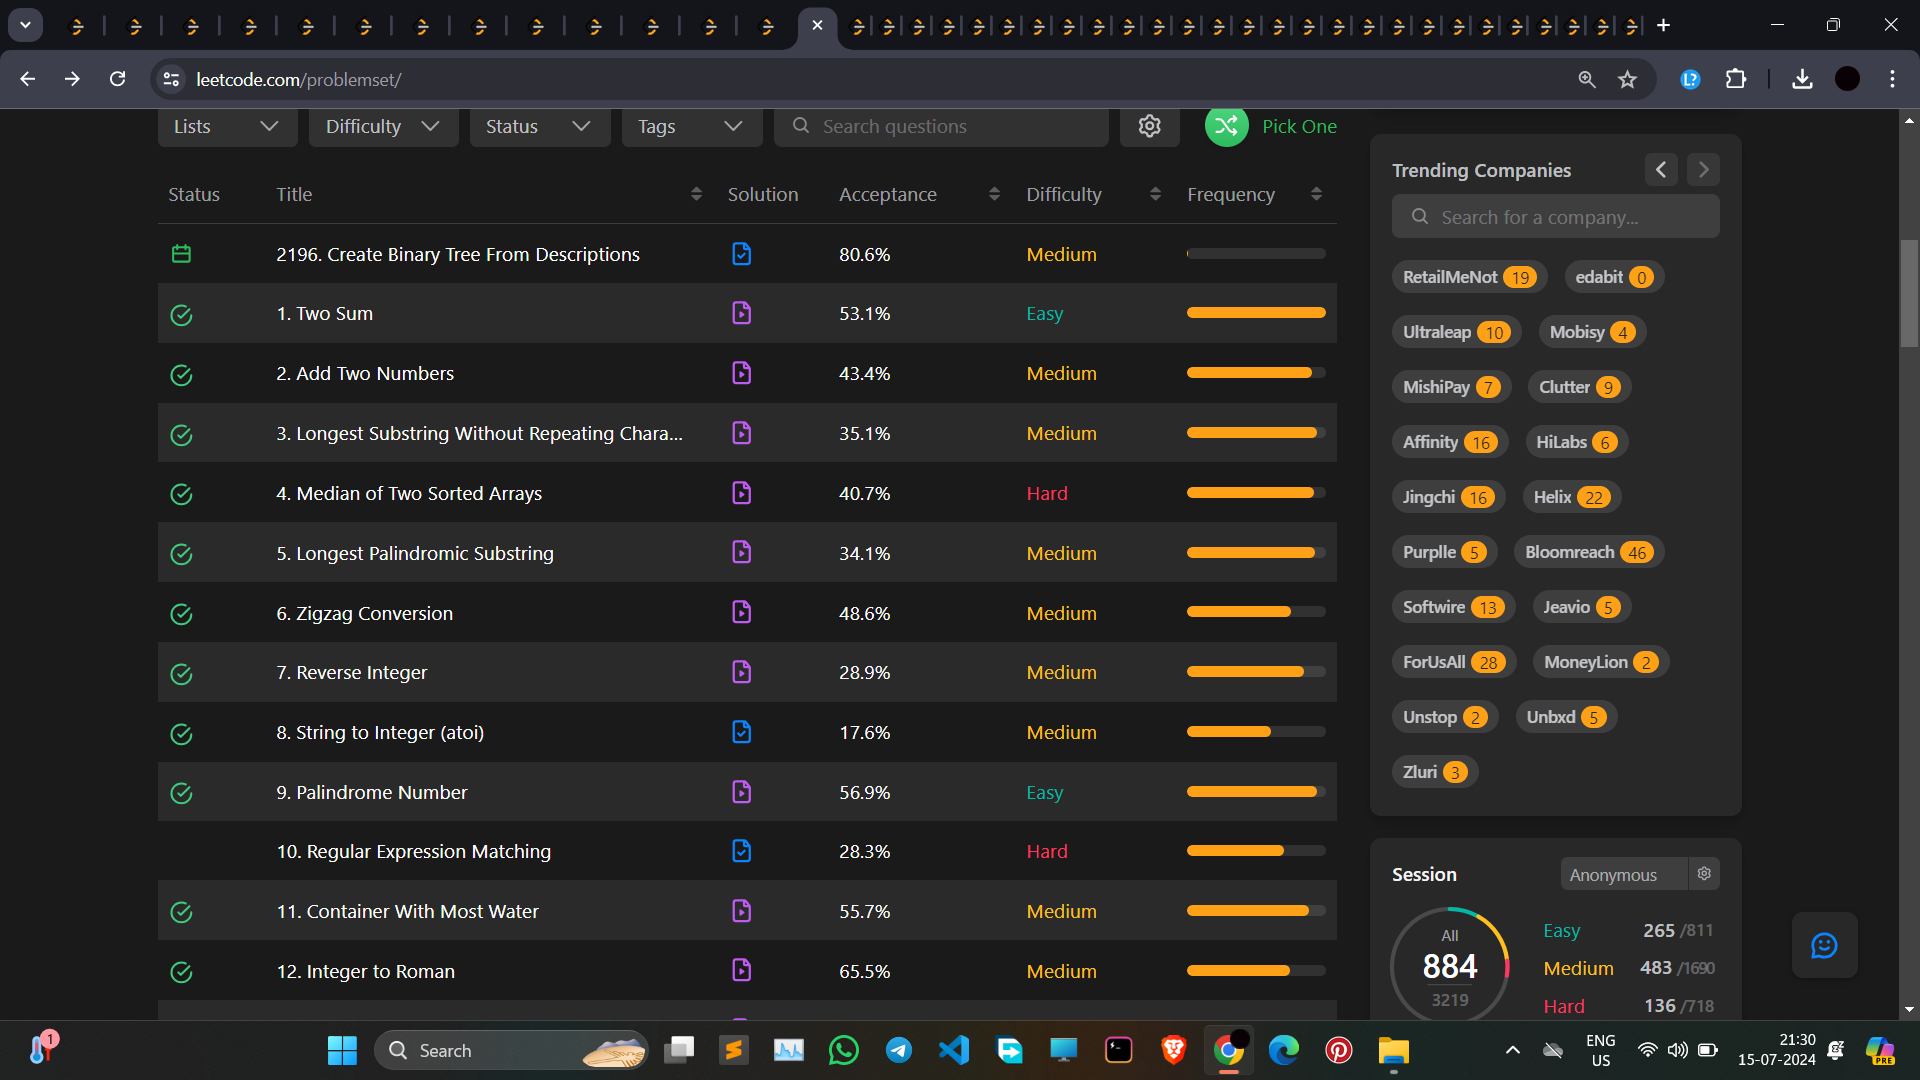 leetcode.com/problemset/
Lists Difficulty Status Tags Search questions Pick One
Status Title Solution Acceptance Difficulty Frequency
2196. Create Binary Tree From Descriptions 80.6% Medium
1. Two Sum 53.1% Easy
2. Add Two Numbers 43.4% Medium
3. Longest Substring Without Repeating Chara... 35.1% Medium
4. Median of Two Sorted Arrays 40.7% Hard
5. Longest Palindromic Substring 34.1% Medium
6. Zigzag Conversion 48.6% Medium
7. Reverse Integer 28.9% Medium
8. String to Integer (atoi) 17.6% Medium
9. Palindrome Number 56.9% Easy
10. Regular Expression Matching 28.3% Hard
11. Container With Most Water 55.7% Medium
12. Integer to Roman 65.5% Medium
Trending Companies
Search for a company...
RetailMeNot 19 edabit 0
Ultraleap 10 Mobisy 4
MishiPay 7 Clutter 9
Affinity 16 HiLabs 6
Jingchi 16 Helix 22
Purplle 5 Bloomreach 46
Softwire 13 Jeavio 5
ForUsAll 28 MoneyLion 2
Unstop 2 Unbxd 5
Zluri 3
Session Anonymous
All
884
3219
Easy 265 /811
Medium 483 /1690
Hard 136 /718
1
Search
ENG
US
21:30
15-07-2024
PRE